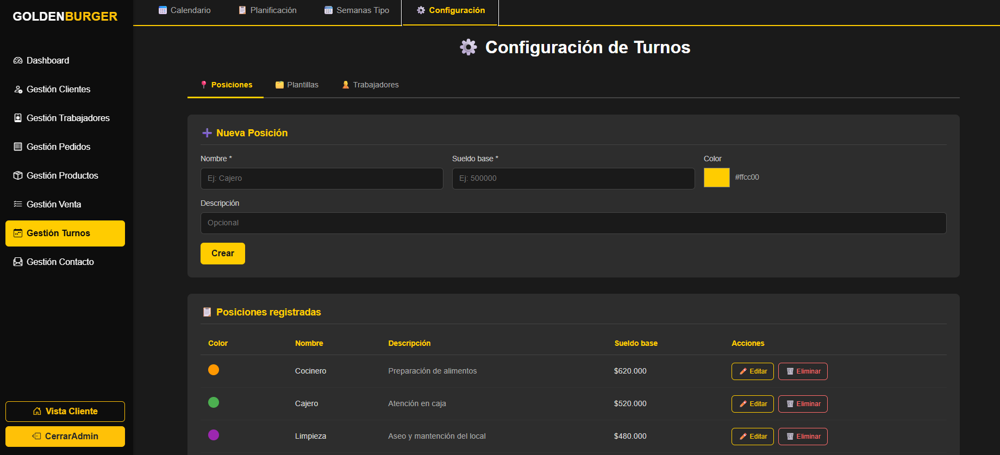 GOLDENBURGER
Dashboard
Gestión Clientes
Gestión Trabajadores
Gestión Pedidos
Gestión Productos
Gestión Venta
Gestión Turnos
Gestión Contacto
Vista Cliente
CerrarAdmin
Calendario Planificación Semanas Tipo Configuración
Configuración de Turnos
Posiciones Plantillas Trabajadores
Nueva Posición
Nombre * Sueldo base * Color
Ej: Cajero Ej: 500000 #ffcc00
Descripción
Opcional
Crear
Posiciones registradas
Color Nombre Descripción Sueldo base Acciones
Cocinero Preparación de alimentos $620.000 Editar Eliminar
Cajero Atención en caja $520.000 Editar Eliminar
Limpieza Aseo y mantención del local $480.000 Editar Eliminar